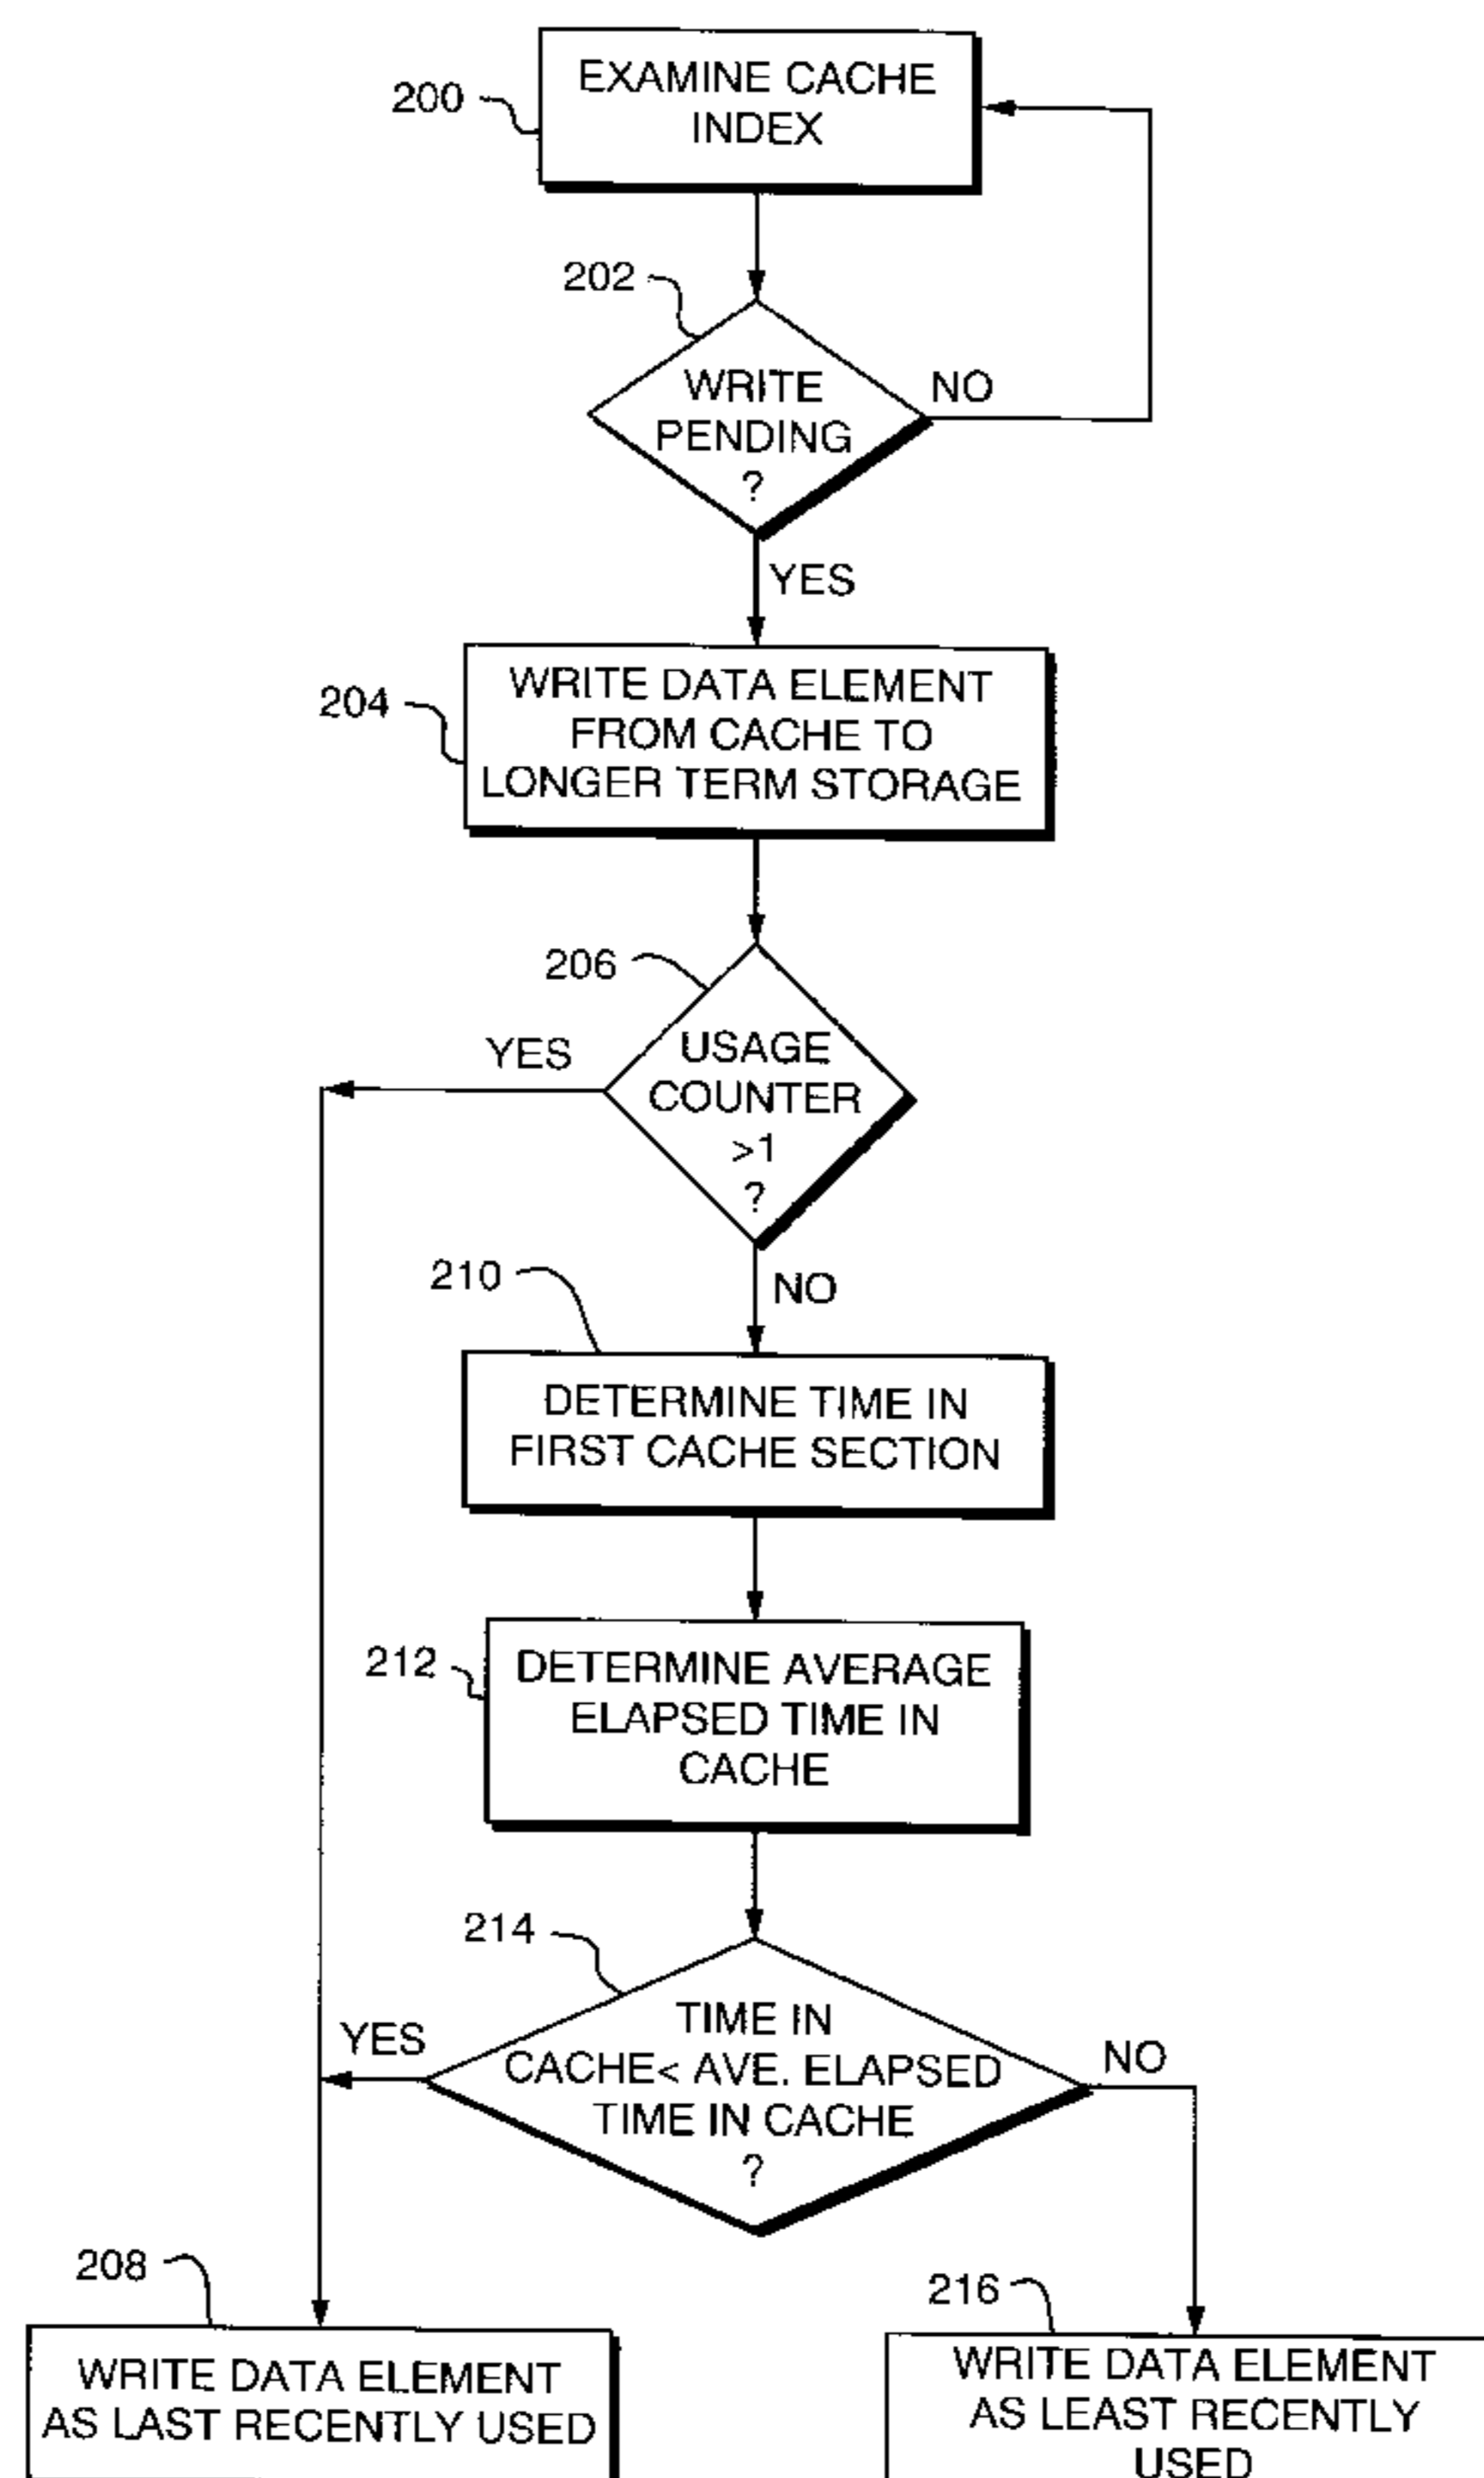 200
EXAMINE CACHE
INDEX
202
WRITE
PENDING
?
NO
YES
204
WRITE DATA ELEMENT
FROM CACHE TO
LONGER TERM STORAGE
206
USAGE
COUNTER
>1
?
YES
NO
210
DETERMINE TIME IN
FIRST CACHE SECTION
212
DETERMINE AVERAGE
ELAPSED TIME IN
CACHE
214
TIME IN
CACHE< AVE. ELAPSED
TIME IN CACHE
?
YES
NO
208
WRITE DATA ELEMENT
AS LAST RECENTLY USED
216
WRITE DATA ELEMENT
AS LEAST RECENTLY
USED